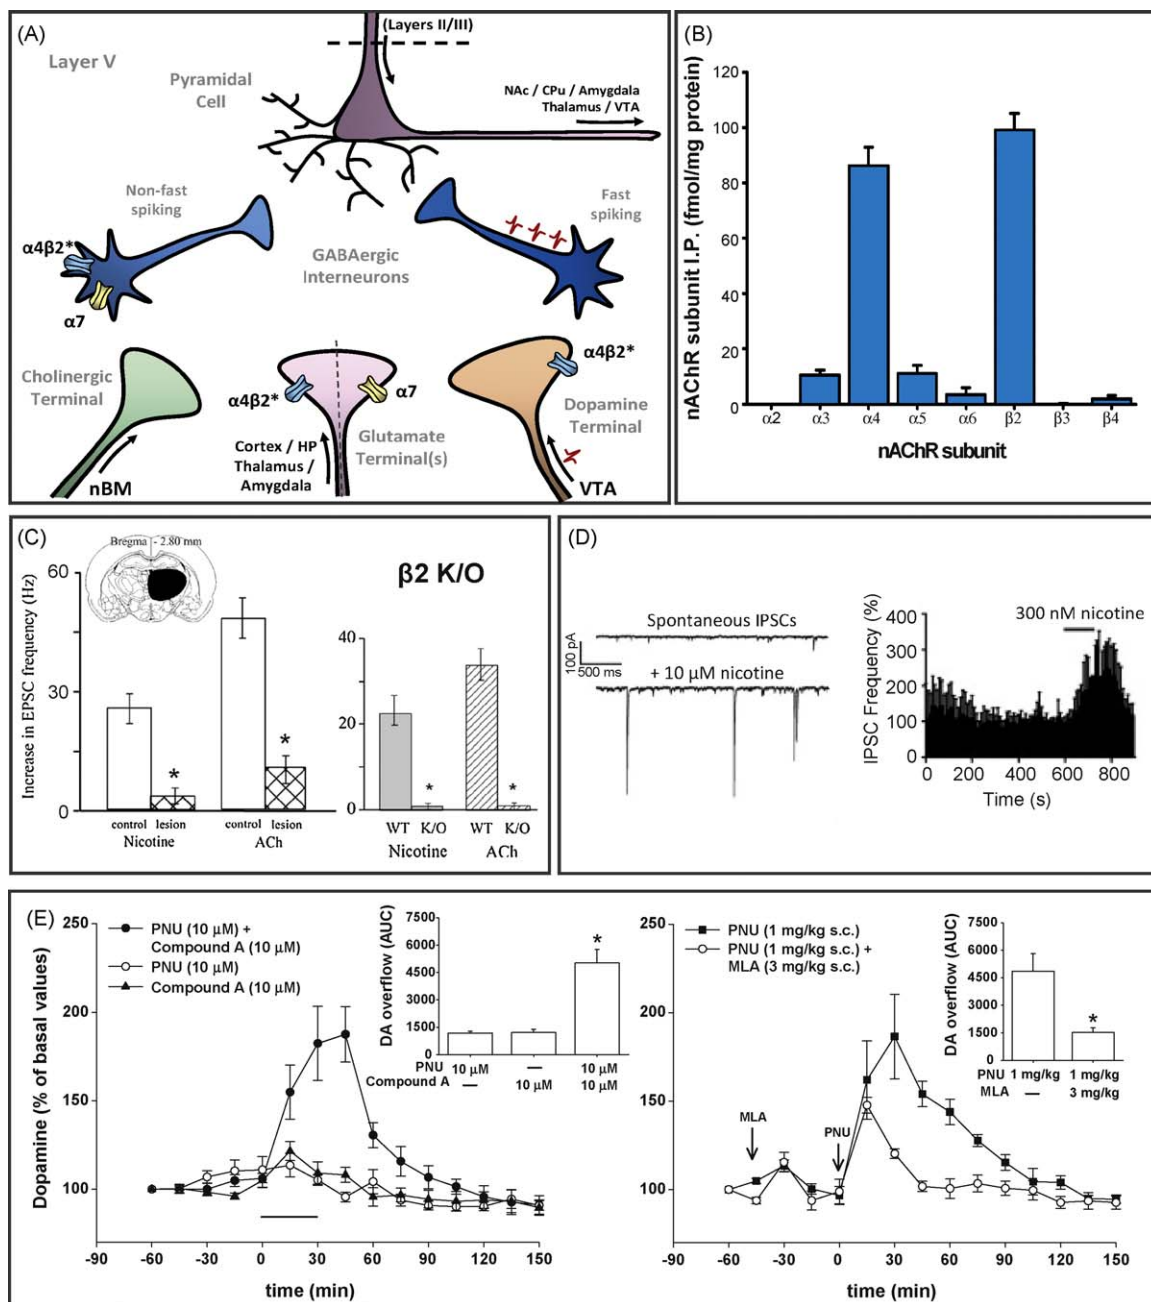 (A)
Layer V
(Layers II/III)
Pyramidal
Cell
NAc / CPu / Amygdala
Thalamus / VTA
Non-fast
spiking
Fast
spiking
α4β2*
α7
GABAergic
Interneurons
Cholinergic
Terminal
α4β2*
α7
α4β2*
Dopamine
Terminal
Glutamate
Terminal(s)
Cortex / HP
Thalamus /
Amygdala
nBM
VTA
(B)
nAChR subunit I.P. (fmol/mg protein)
120
100
80
60
40
20
0
α2 α3 α4 α5 α6 β2 β3 β4
nAChR subunit
(C)
Bregma - 2.80 mm
Increase in EPSC frequency (Hz)
60
30
0
*
*
control lesion control lesion
Nicotine ACh
β2 K/O
40
20
0
*
*
WT K/O WT K/O
Nicotine ACh
(D)
Spontaneous IPSCs
100 pA
500 ms
+ 10 μM nicotine
300 nM nicotine
IPSC Frequency (%)
400
300
200
100
0
0 200 400 600 800
Time (s)
(E)
Dopamine (% of basal values)
250
200
150
100
PNU (10 μM) +
Compound A (10 μM)
PNU (10 μM)
Compound A (10 μM)
DA overflow (AUC)
7500
6000
4500
3000
1500
0
*
PNU 10 μM — 10 μM
Compound A — 10 μM 10 μM
-90 -60 -30 0 30 60 90 120 150
time (min)
250
200
150
100
PNU (1 mg/kg s.c.)
PNU (1 mg/kg s.c.) +
MLA (3 mg/kg s.c.)
MLA
PNU
DA overflow (AUC)
7500
6000
4500
3000
1500
0
*
PNU 1 mg/kg 1 mg/kg
MLA — 3 mg/kg
-90 -60 -30 0 30 60 90 120 150
time (min)